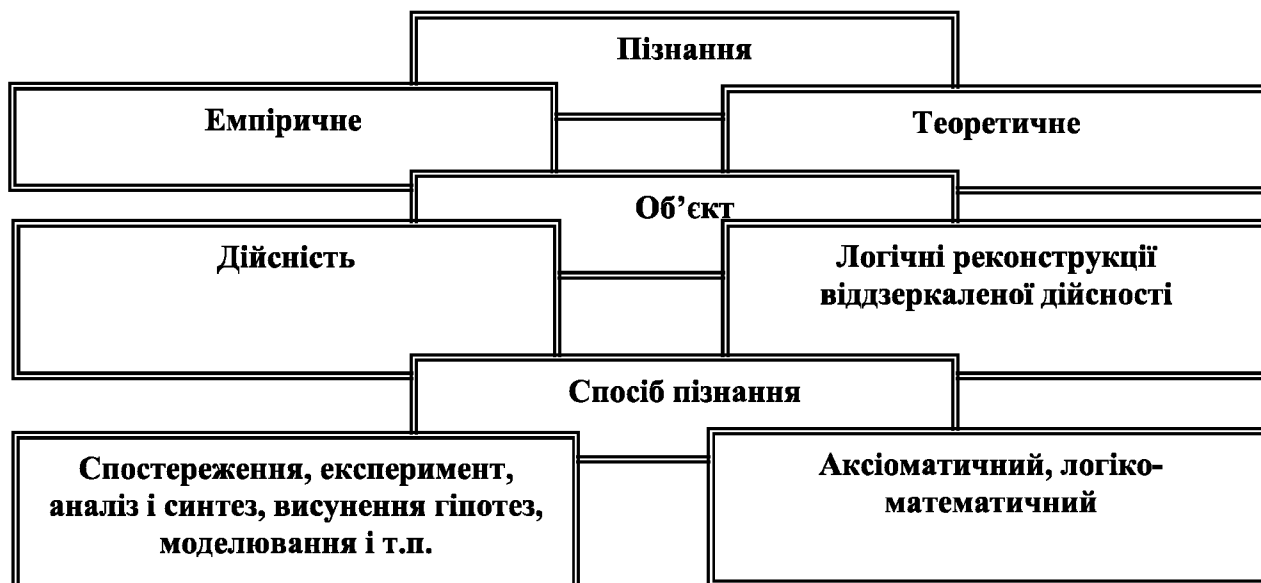 Пізнання
Емпіричне
Теоретичне
Об’єкт
Дійсність
Логічні реконструкції
віддзеркаленої дійсності
Спосіб пізнання
Спостереження, експеримент,
аналіз і синтез, висунення гіпотез,
моделювання і т.п.
Аксіоматичний, логіко-
математичний